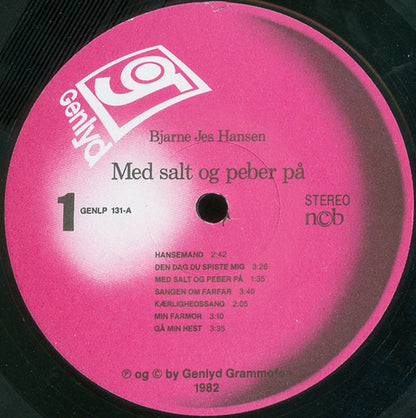 g
Genlyd
Bjarne Jes Hansen
Med salt og peber på
1 GENLP 131-A
STEREO
n©b
HANSEMAND 2:42
DEN DAG DU SPISTE MIG 3:26
MED SALT OG PEBER PÅ 1:35
SANGEN OM FARFAR 3:40
KÆRLIGHEDSSANG 2:05
MIN FARMOR 3:10
GÅ MIN HEST 3:35
℗ og © by Genlyd Grammofon
1982